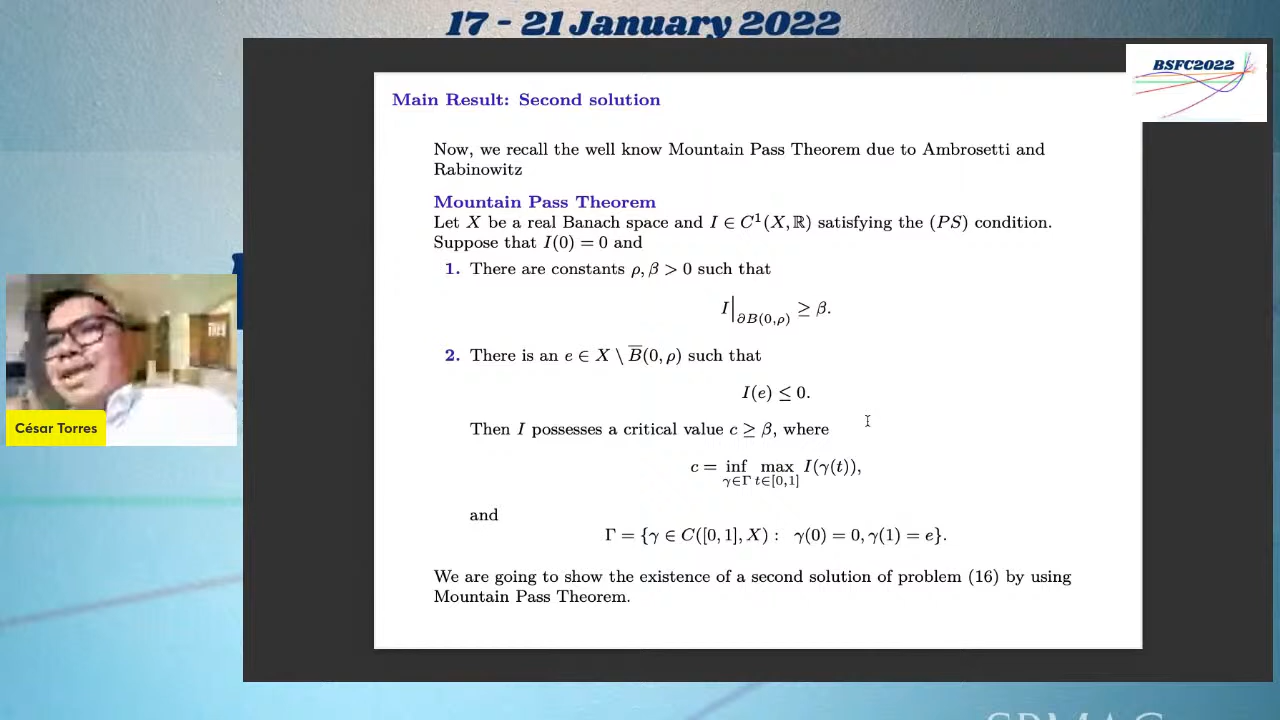 17 - 21 January 2022
BSFC2022
Main Result: Second solution
Now, we recall the well know Mountain Pass Theorem due to Ambrosetti and
Rabinowitz
Mountain Pass Theorem
Let X be a real Banach space and I ∈ C¹(X, ℝ) satisfying the (PS) condition.
Suppose that I(0) = 0 and
1. There are constants ρ, β > 0 such that
I|∂B(0,ρ) ≥ β.
2. There is an e ∈ X \ B̅(0, ρ) such that
I(e) ≤ 0.
Then I possesses a critical value c ≥ β, where
c = inf max I(γ(t)),
γ∈Γ t∈[0,1]
and
Γ = {γ ∈ C([0, 1], X) : γ(0) = 0, γ(1) = e}.
We are going to show the existence of a second solution of problem (16) by using
Mountain Pass Theorem.
César Torres